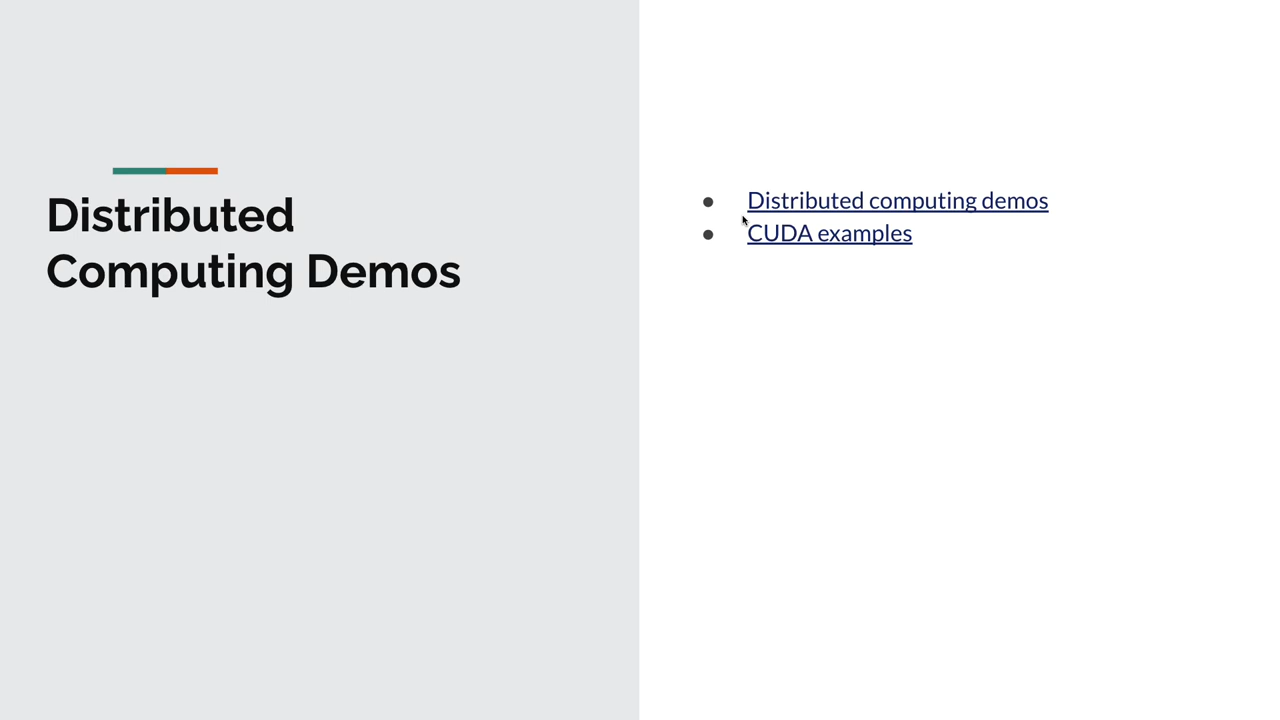 Distributed
Computing Demos
● Distributed computing demos
● CUDA examples